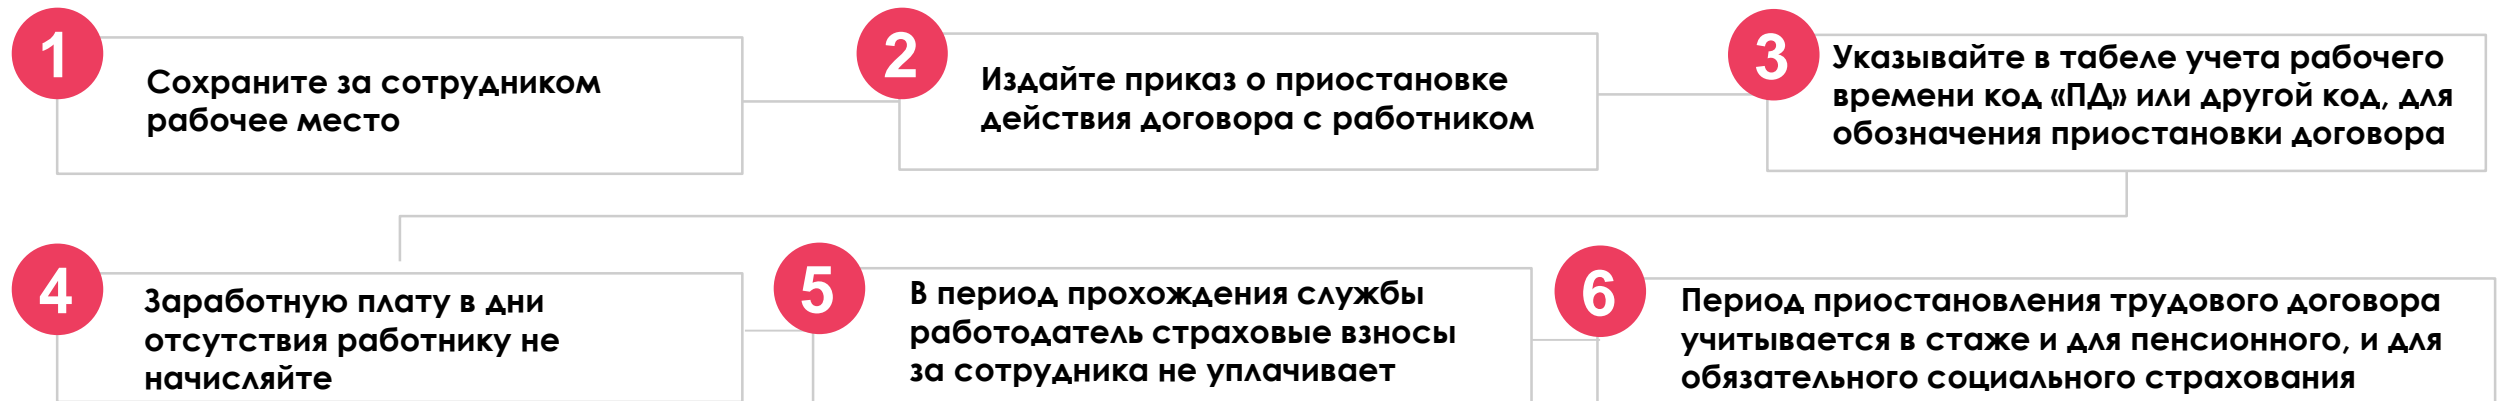 1
Сохраните за сотрудником
рабочее место
2
Издайте приказ о приостановке
действия договора с работником
3
Указывайте в табеле учета рабочего
времени код «ПД» или другой код, для
обозначения приостановки договора
4
Заработную плату в дни
отсутствия работнику не
начисляйте
5
В период прохождения службы
работодатель страховые взносы
за сотрудника не уплачивает
6
Период приостановления трудового договора
учитывается в стаже и для пенсионного, и для
обязательного социального страхования